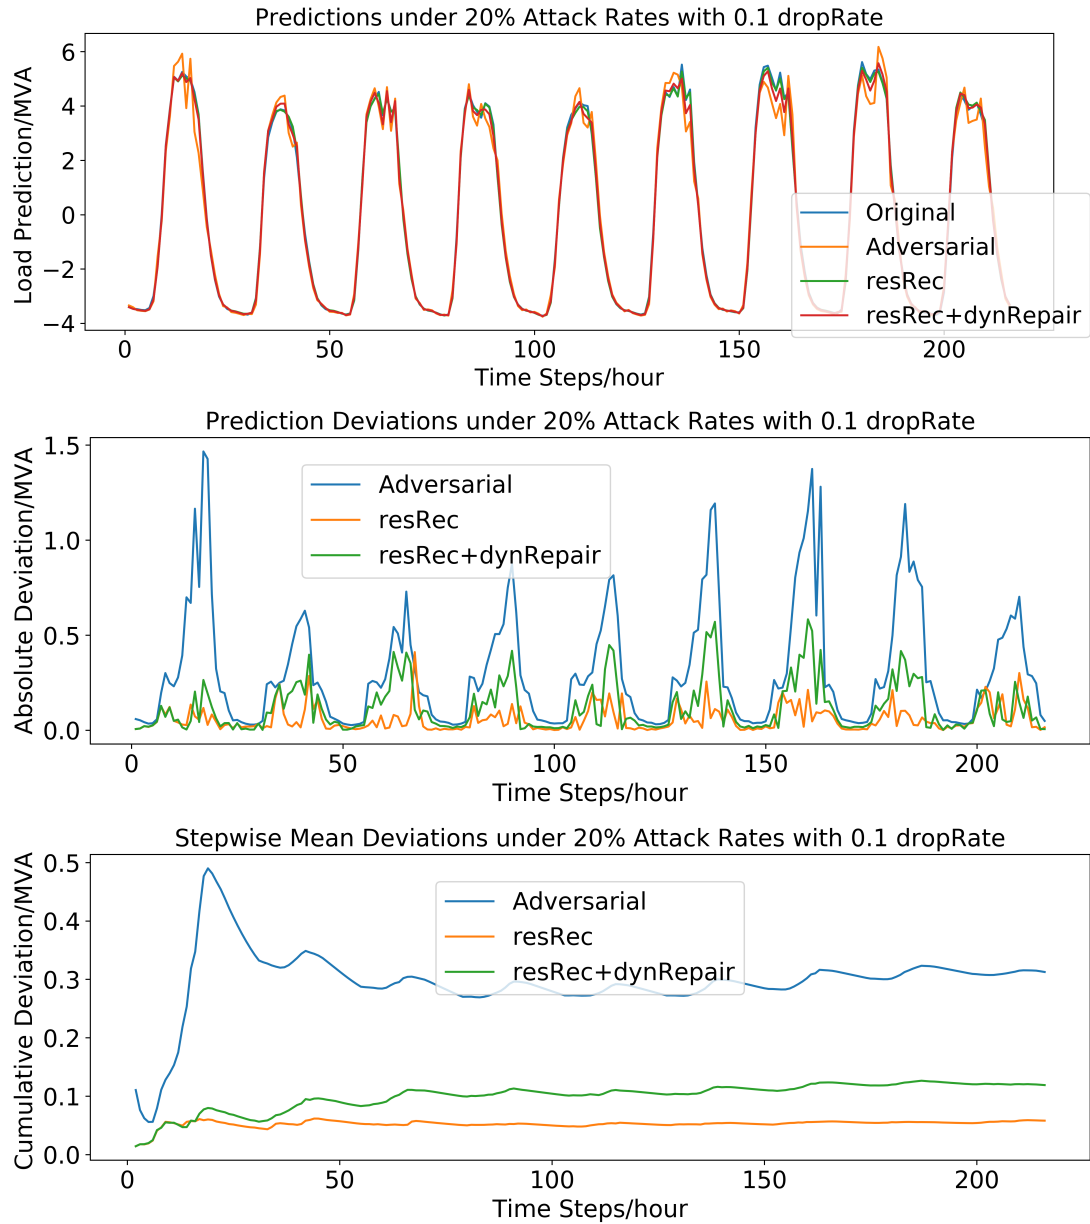 Predictions under 20% Attack Rates with 0.1 dropRate
Load Prediction/MVA
6
4
2
0
−2
−4
Original
Adversarial
resRec
resRec+dynRepair
0 50 100 150 200
Time Steps/hour
Prediction Deviations under 20% Attack Rates with 0.1 dropRate
Absolute Deviation/MVA
1.5
1.0
0.5
0.0
Adversarial
resRec
resRec+dynRepair
0 50 100 150 200
Time Steps/hour
Stepwise Mean Deviations under 20% Attack Rates with 0.1 dropRate
Cumulative Deviation/MVA
0.5
0.4
0.3
0.2
0.1
0.0
Adversarial
resRec
resRec+dynRepair
0 50 100 150 200
Time Steps/hour